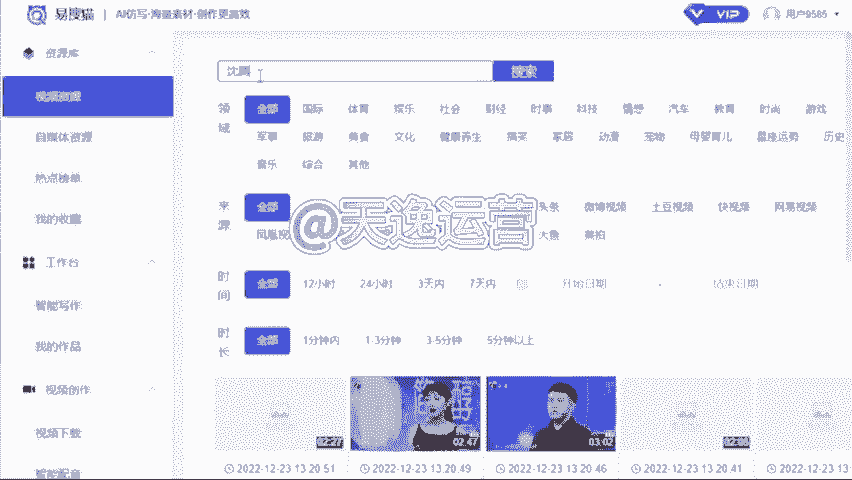 易搜猫 | AI仿写·海量素材·创作更高效
VIP 用户9585
资源库
视频资源
自媒体资源
热点榜单
我的收藏
工作台
智能写作
我的作品
视频创作
视频下载
智能配音
沈腾 搜索
领域 全部 国际 体育 娱乐 社会 财经 时事 科技 情感 汽车 教育 时尚 游戏
军事 旅游 美食 文化 健康养生 搞笑 家居 动漫 宠物 母婴育儿 星座运势 历史
音乐 综合 其他
来源 全部 头条 微博视频 土豆视频 快视频 网易视频
凤凰视 大鱼 美拍
@天逸运营
时间 全部 12小时 24小时 3天内 7天内 开始日期 - 结束日期
时长 全部 1分钟内 1-3分钟 3-5分钟 5分钟以上
02:27 02:47 03:02
2022-12-23 13:20:51 2022-12-23 13:20:49 2022-12-23 13:20:46 2022-12-23 13:20:41 2022-12-23 13